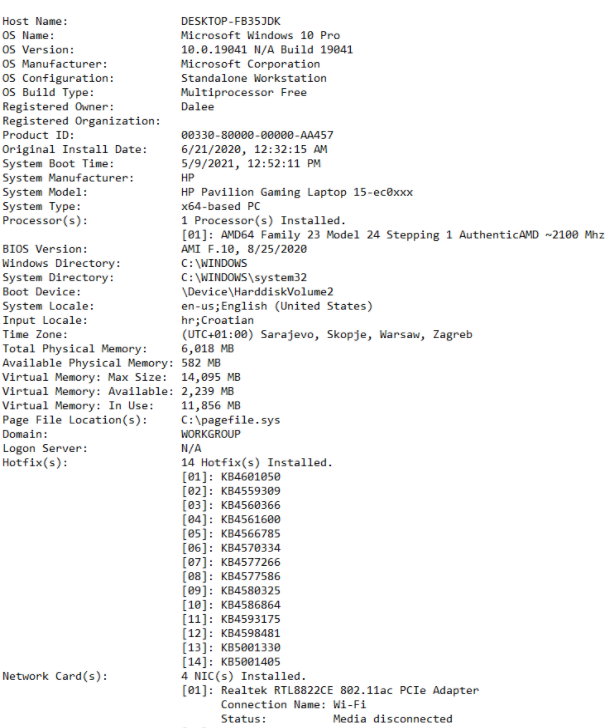 Host Name: DESKTOP-FB35JDK
OS Name: Microsoft Windows 10 Pro
OS Version: 10.0.19041 N/A Build 19041
OS Manufacturer: Microsoft Corporation
OS Configuration: Standalone Workstation
OS Build Type: Multiprocessor Free
Registered Owner: Dalee
Registered Organization:
Product ID: 00330-80000-00000-AA457
Original Install Date: 6/21/2020, 12:32:15 AM
System Boot Time: 5/9/2021, 12:52:11 PM
System Manufacturer: HP
System Model: HP Pavilion Gaming Laptop 15-ec0xxx
System Type: x64-based PC
Processor(s): 1 Processor(s) Installed.
[01]: AMD64 Family 23 Model 24 Stepping 1 AuthenticAMD ~2100 Mhz
BIOS Version: AMI F.10, 8/25/2020
Windows Directory: C:\WINDOWS
System Directory: C:\WINDOWS\system32
Boot Device: \Device\HarddiskVolume2
System Locale: en-us;English (United States)
Input Locale: hr;Croatian
Time Zone: (UTC+01:00) Sarajevo, Skopje, Warsaw, Zagreb
Total Physical Memory: 6,018 MB
Available Physical Memory: 582 MB
Virtual Memory: Max Size: 14,095 MB
Virtual Memory: Available: 2,239 MB
Virtual Memory: In Use: 11,856 MB
Page File Location(s): C:\pagefile.sys
Domain: WORKGROUP
Logon Server: N/A
Hotfix(s): 14 Hotfix(s) Installed.
[01]: KB4601050
[02]: KB4559309
[03]: KB4560366
[04]: KB4561600
[05]: KB4566785
[06]: KB4570334
[07]: KB4577266
[08]: KB4577586
[09]: KB4580325
[10]: KB4586864
[11]: KB4593175
[12]: KB4598481
[13]: KB5001330
[14]: KB5001405
Network Card(s): 4 NIC(s) Installed.
[01]: Realtek RTL8822CE 802.11ac PCIe Adapter
Connection Name: Wi-Fi
Status: Media disconnected